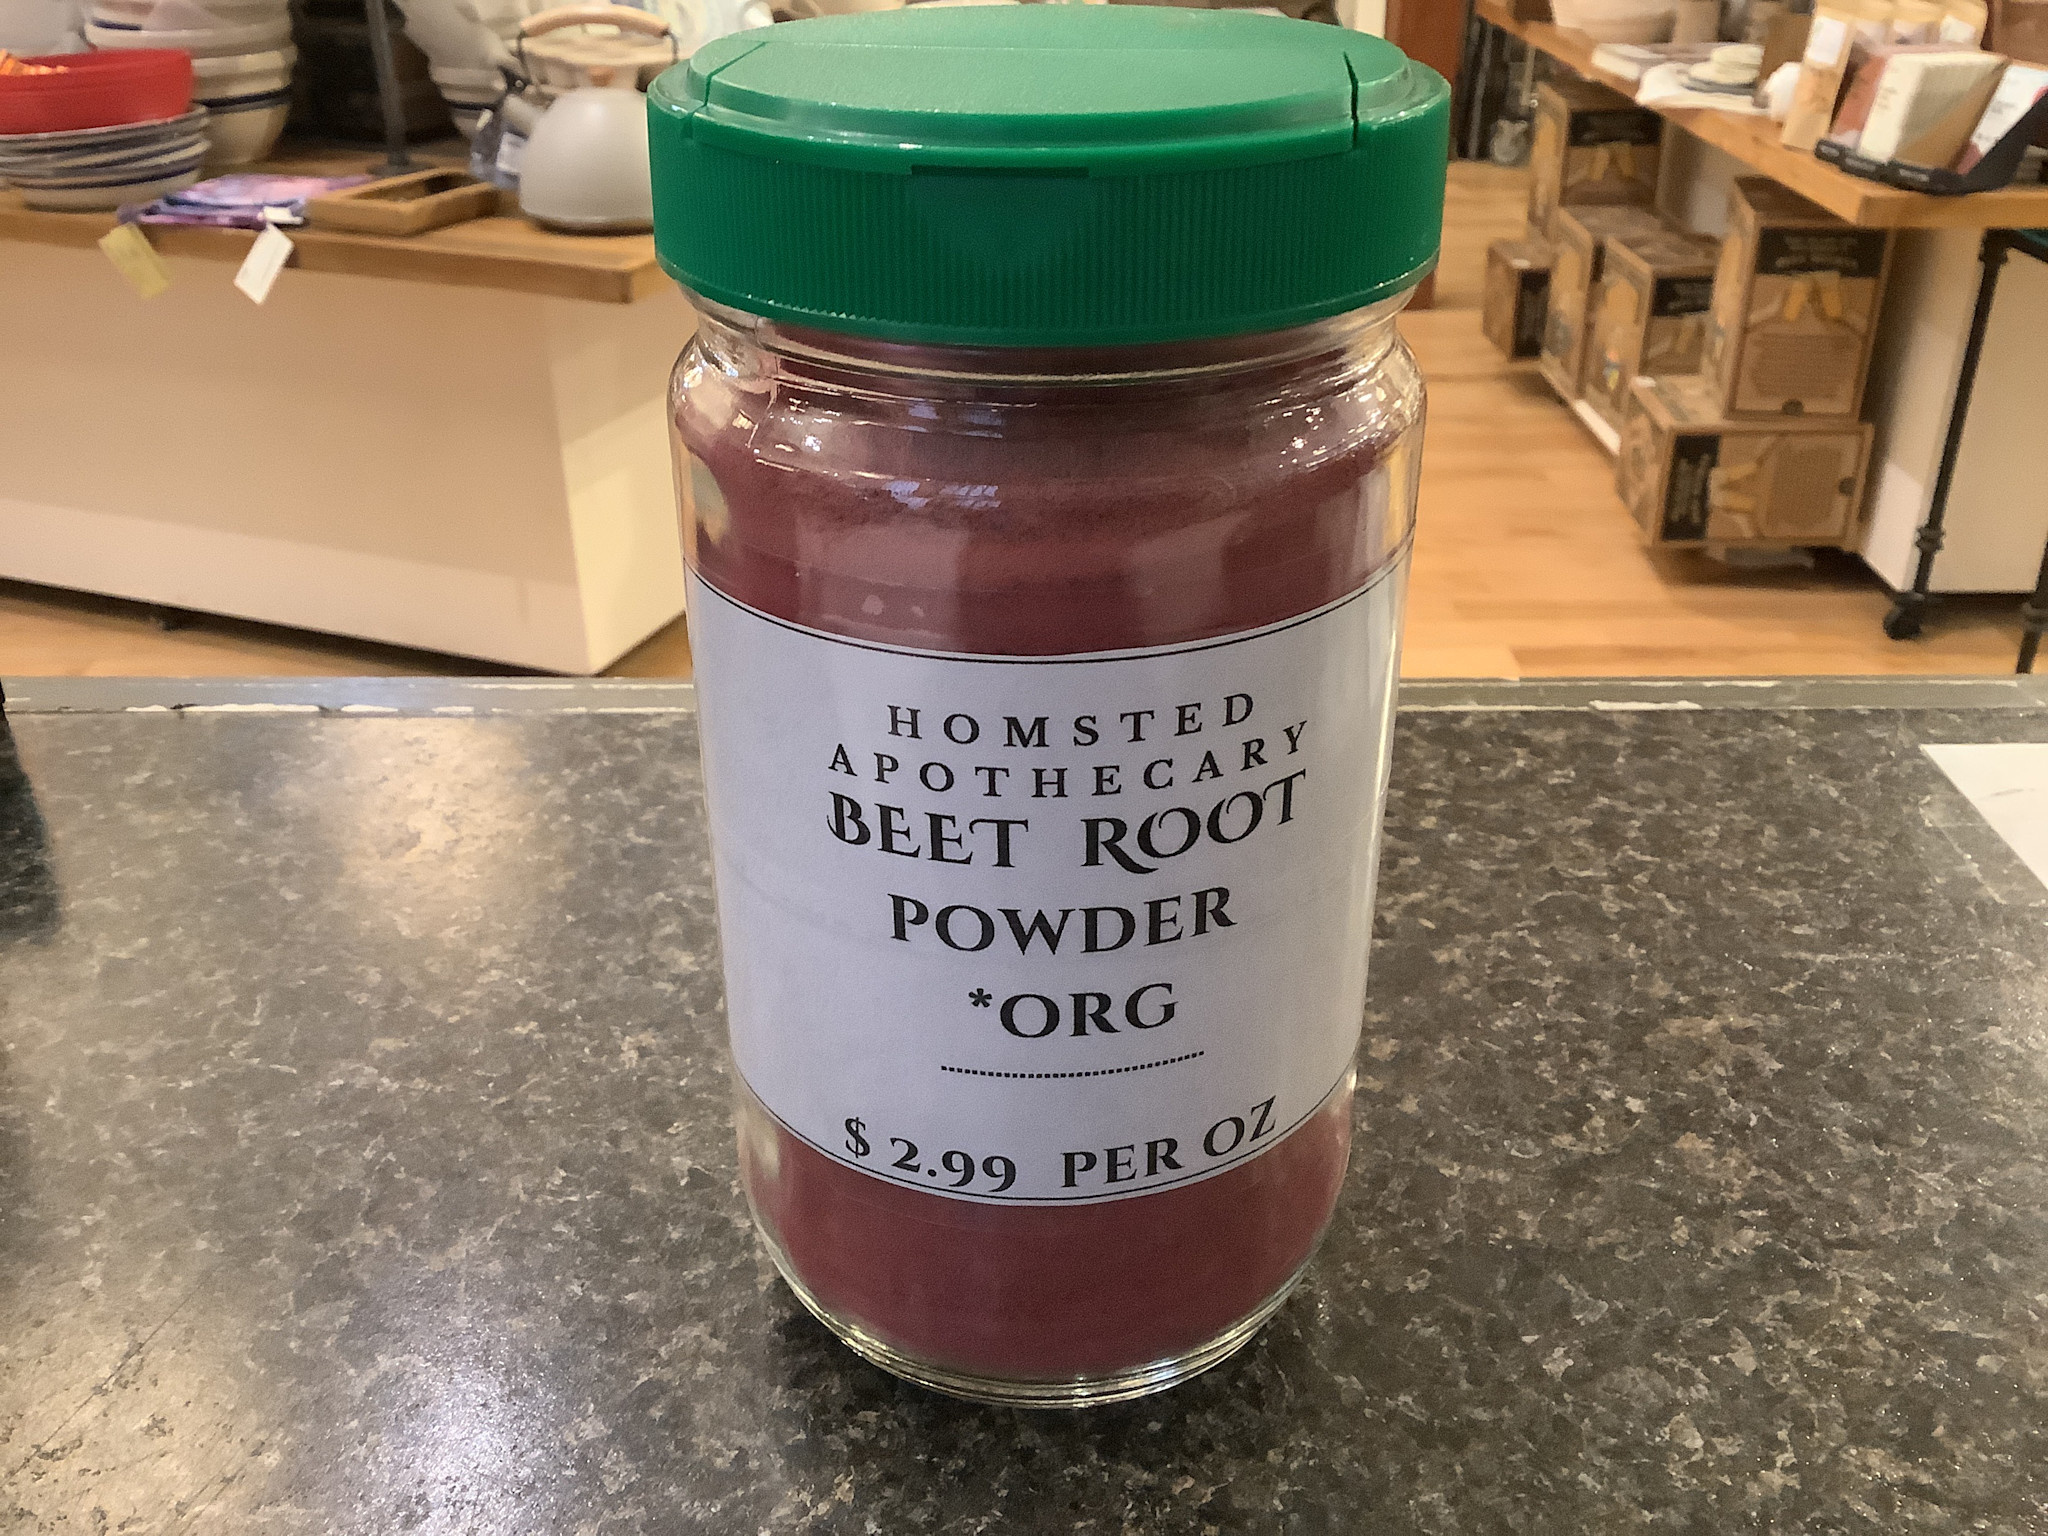 HOMSTED
APOTHECARY
BEET ROOT
POWDER
*ORG
$ 2.99 PER OZ